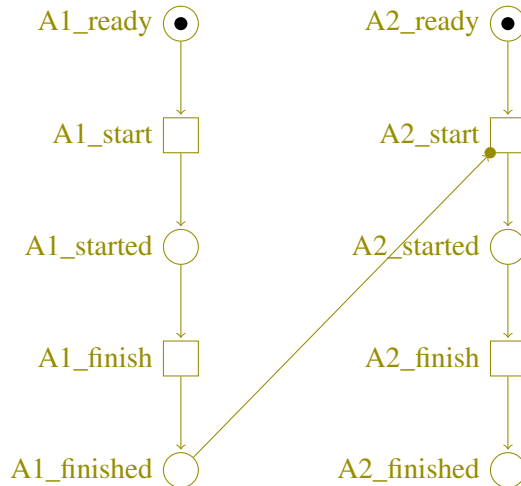 A1_ready
A2_ready
A1_start
A2_start
A1_started
A2_started
A1_finish
A2_finish
A1_finished
A2_finished